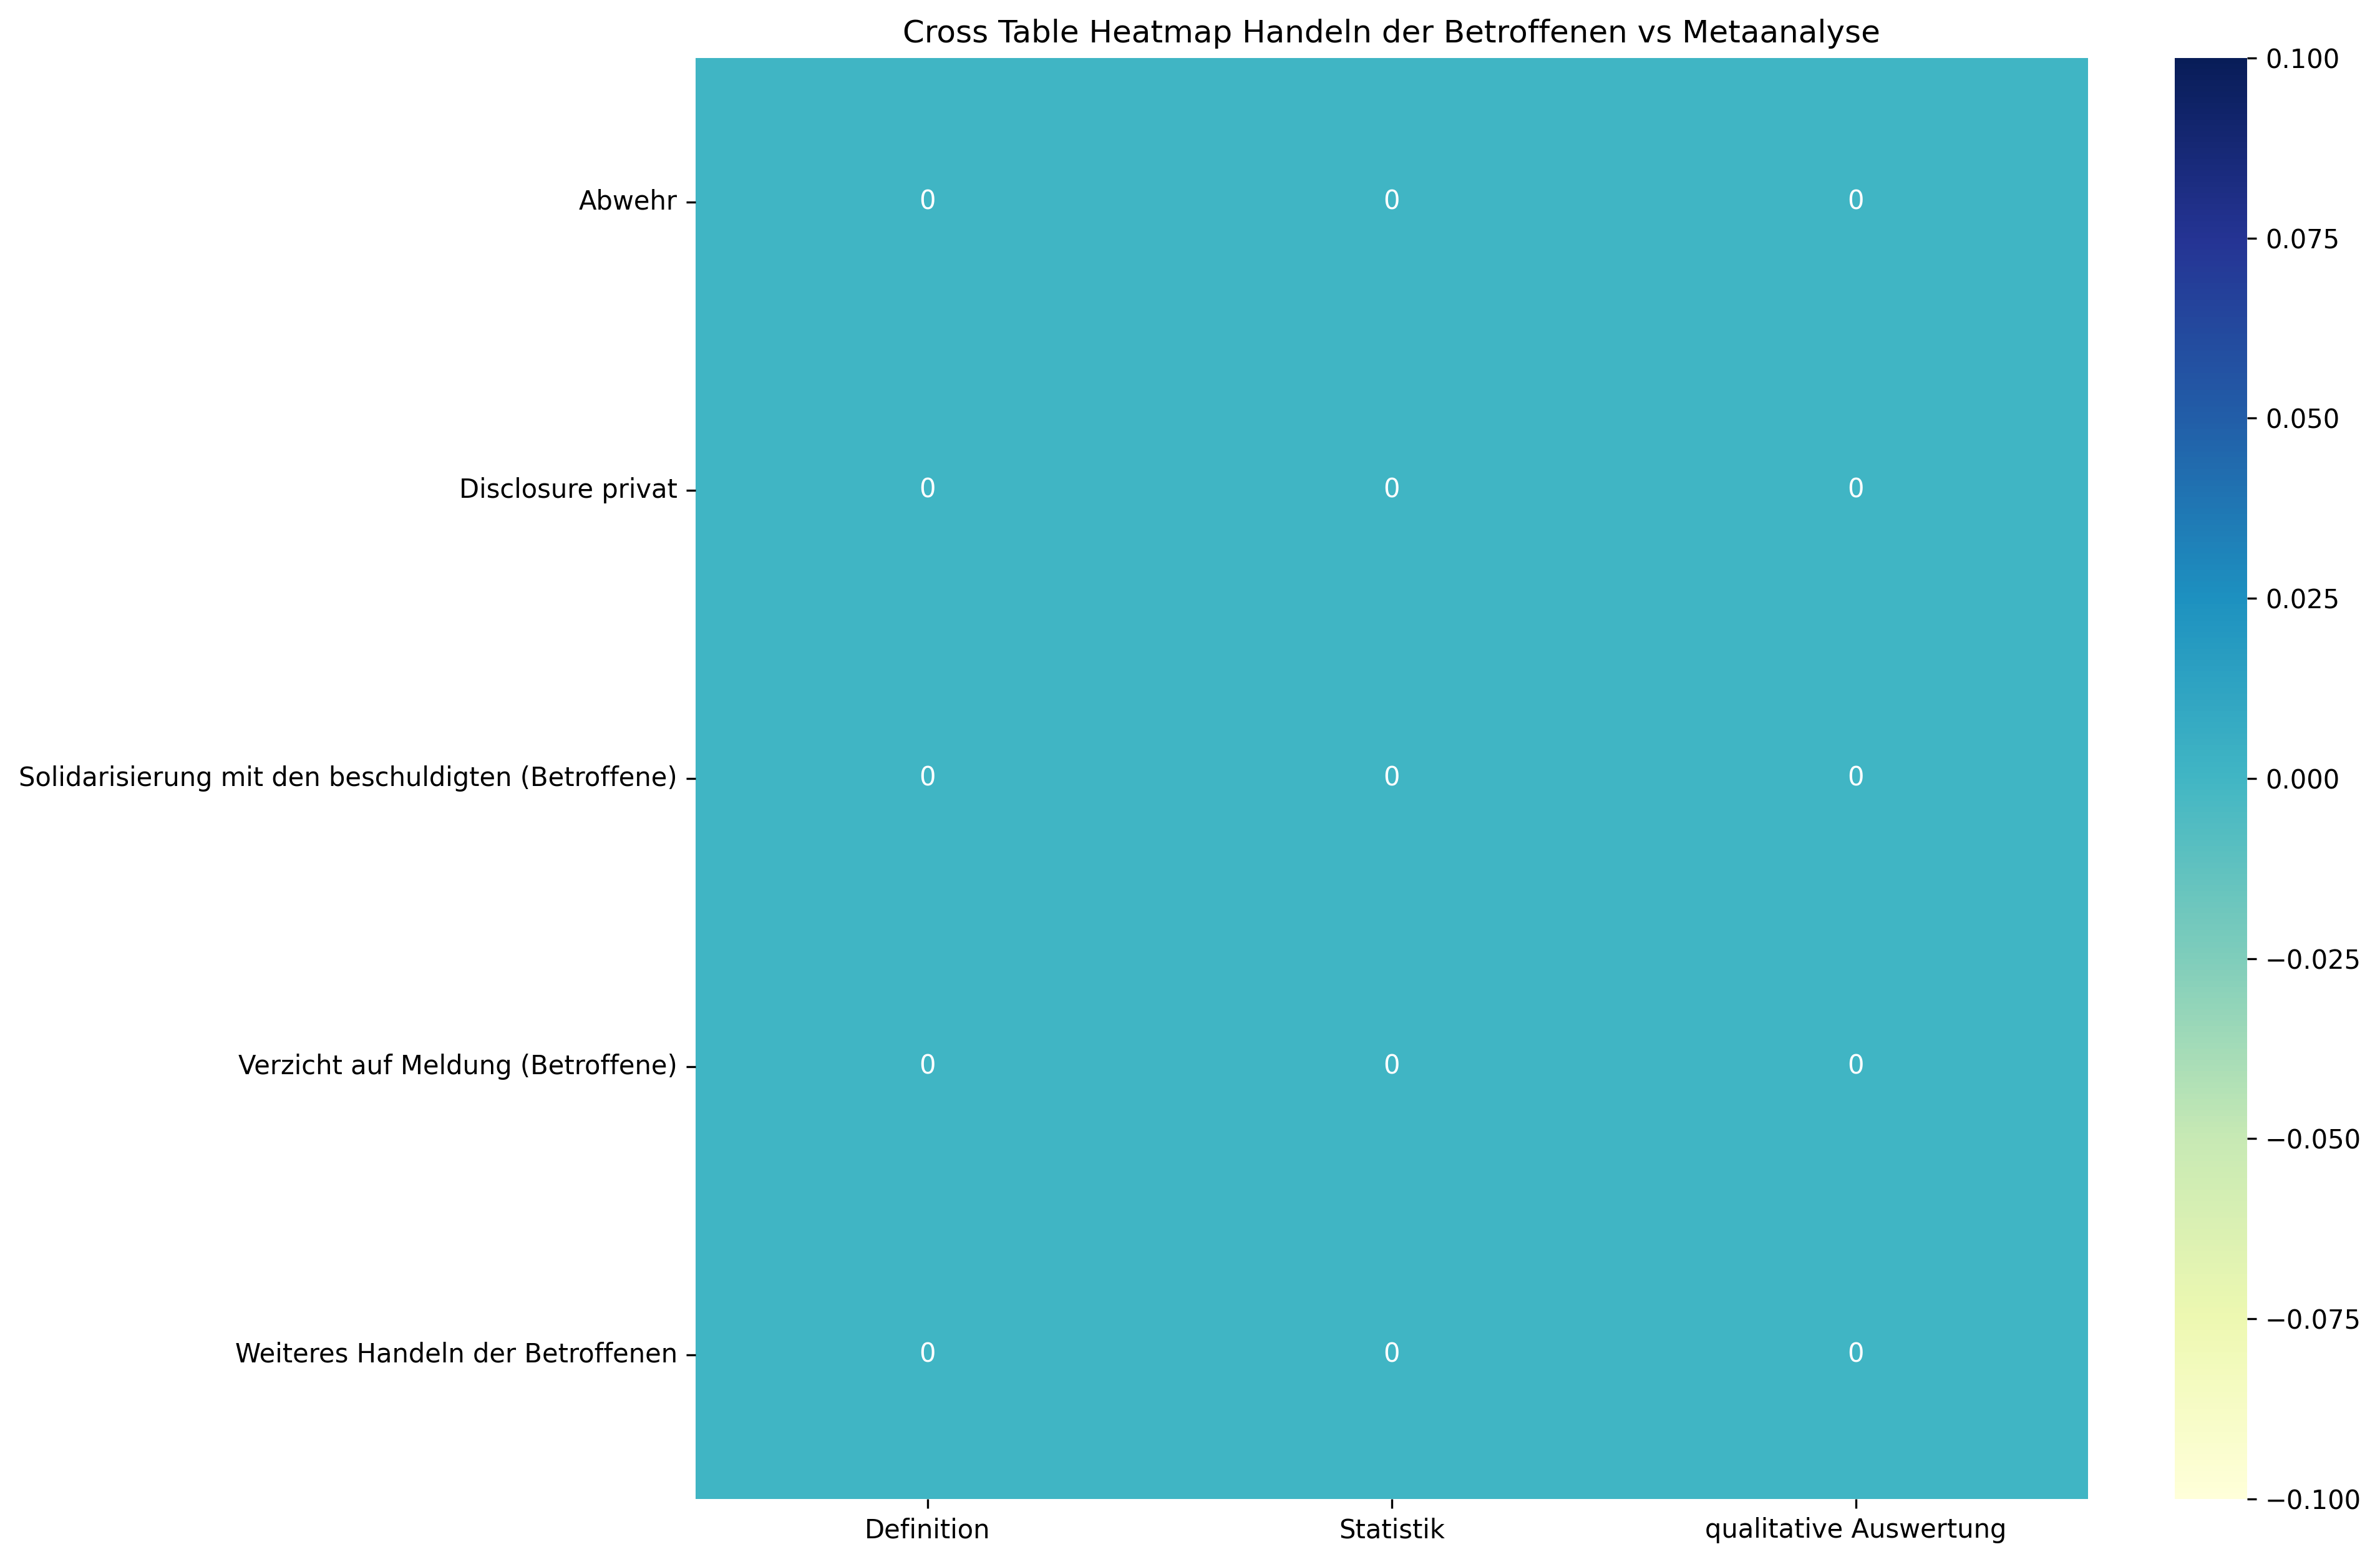 Cross Table Heatmap Handeln der Betroffenen vs Metaanalyse
Abwehr
0 0 0
Disclosure privat
0 0 0
Solidarisierung mit den beschuldigten (Betroffene)
0 0 0
Verzicht auf Meldung (Betroffene)
0 0 0
Weiteres Handeln der Betroffenen
0 0 0
Definition
Statistik
qualitative Auswertung
0.100
0.075
0.050
0.025
0.000
−0.025
−0.050
−0.075
−0.100